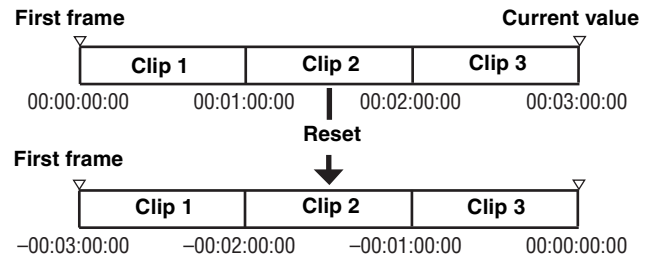 First frame Current value
Clip 1 Clip 2 Clip 3
00:00:00:00 00:01:00:00 00:02:00:00 00:03:00:00
Reset
First frame
Clip 1 Clip 2 Clip 3
–00:03:00:00 –00:02:00:00 –00:01:00:00 00:00:00:00